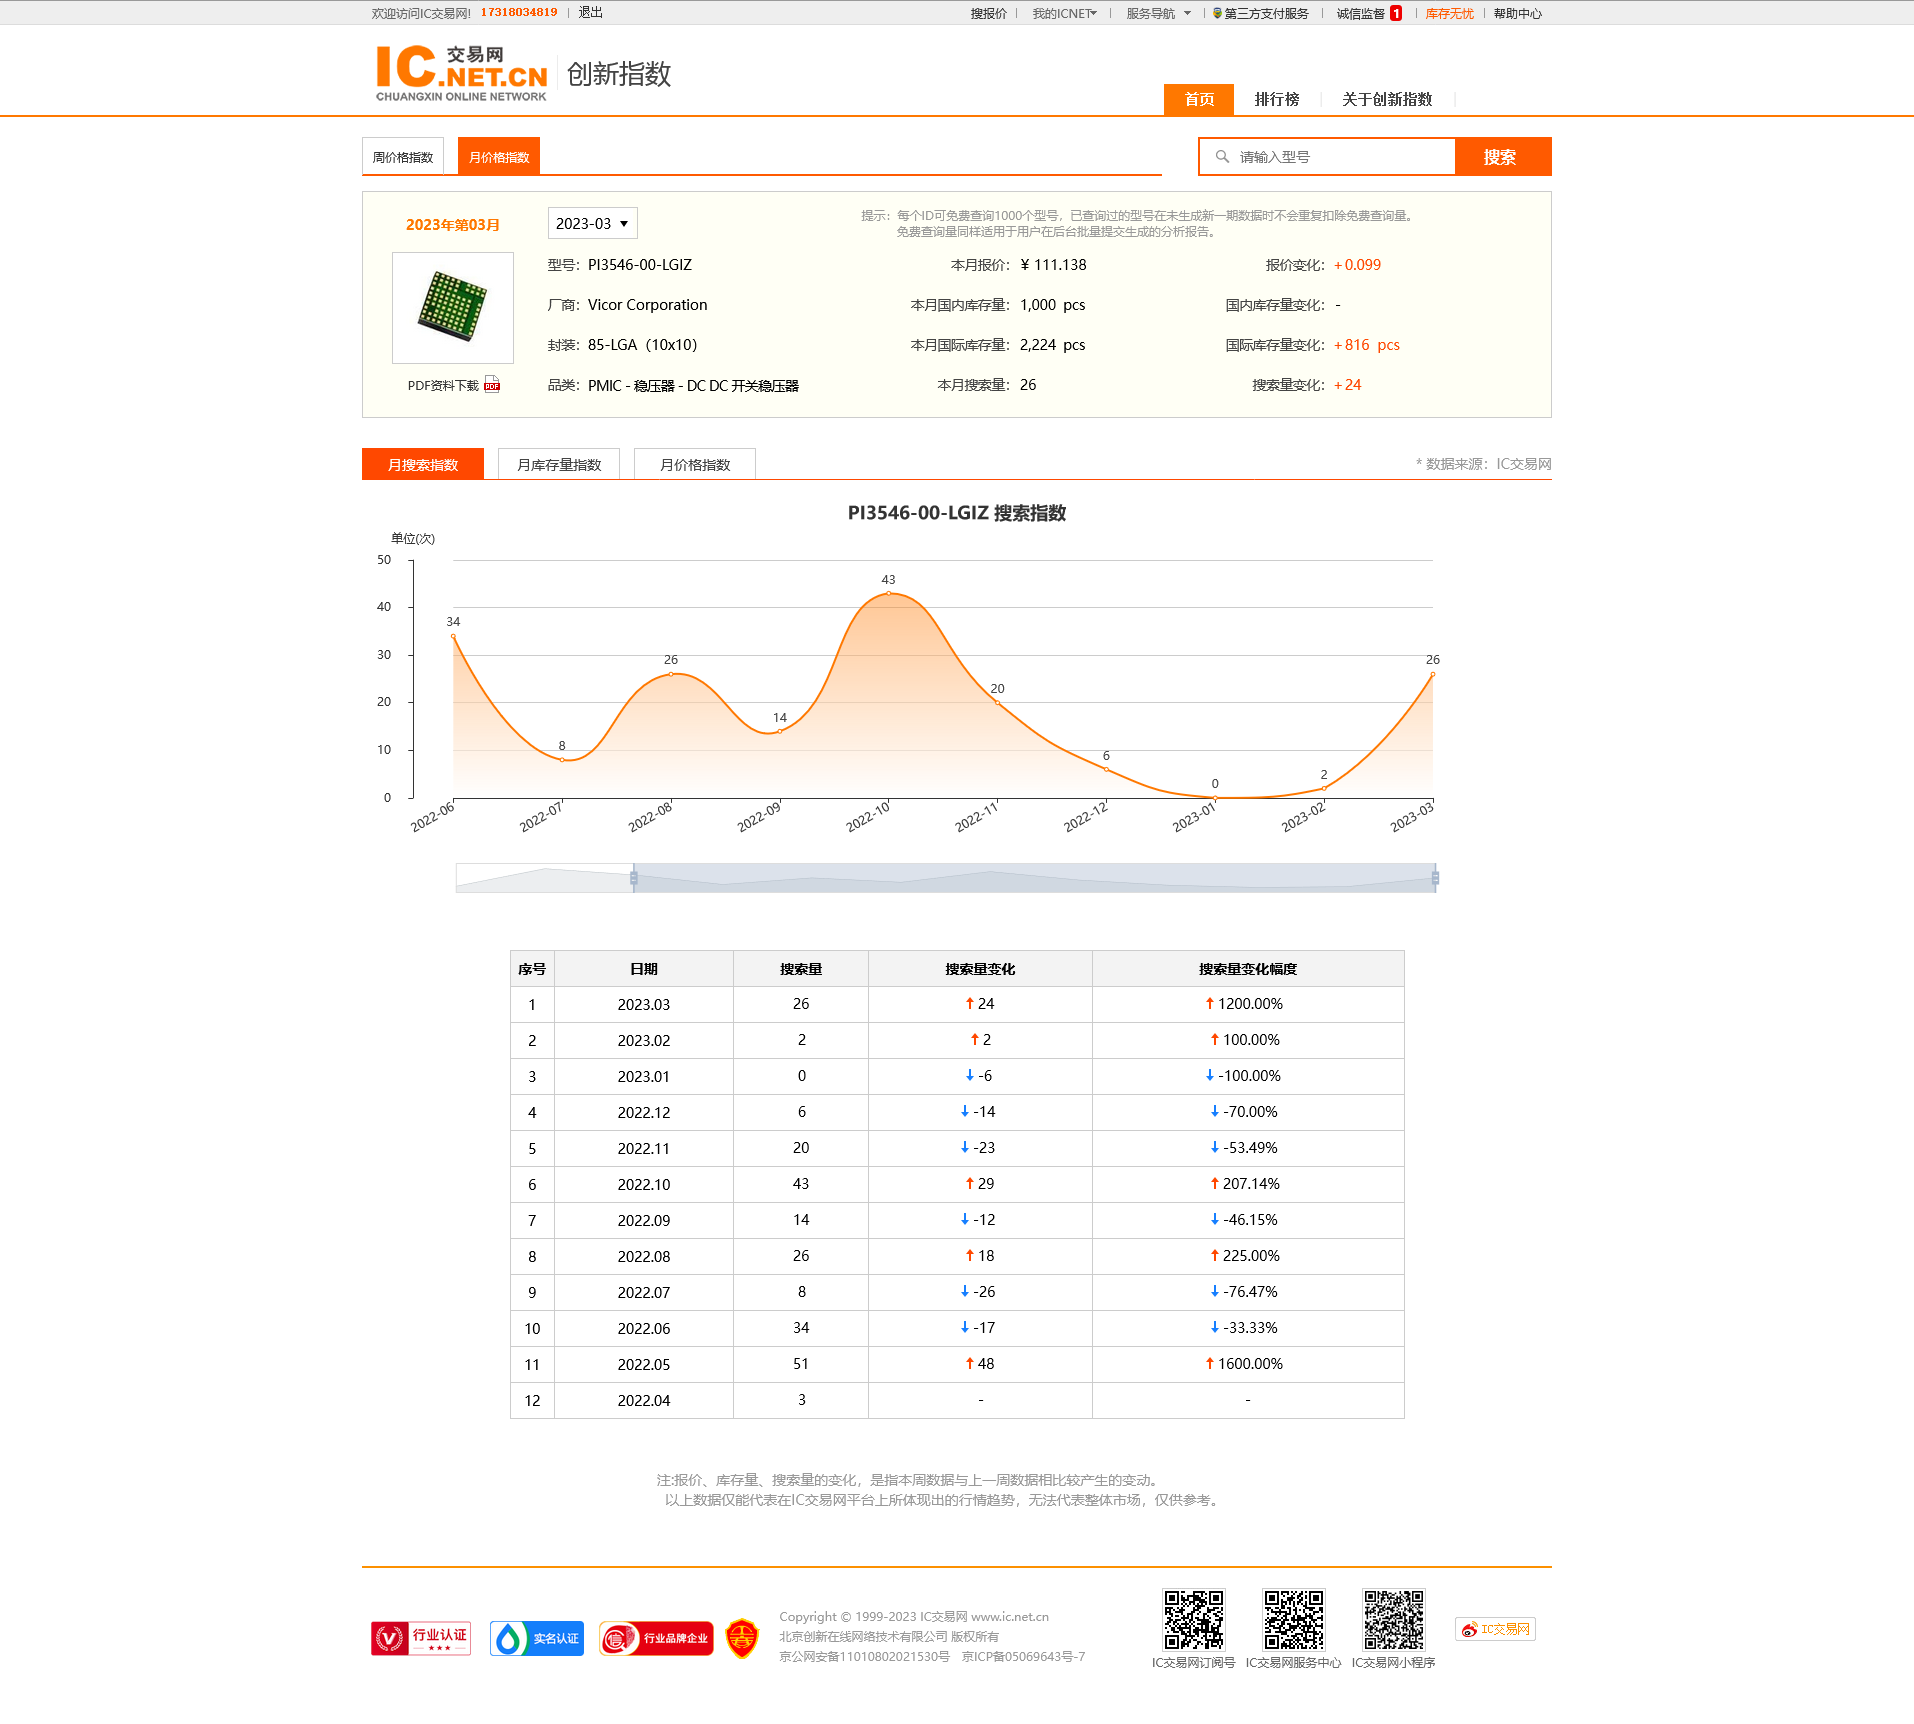 欢迎访问IC交易网! 17318034819 | 退出 搜报价 | 我的ICNET | 服务导航 | 第三方支付服务 | 诚信监督 1 | 库存无忧 | 帮助中心
IC 交易网 .NET.CN
CHUANGXIN ONLINE NETWORK
创新指数
首页 排行榜 关于创新指数
周价格指数 月价格指数 请输入型号 搜索
2023年第03月 2023-03
提示：每个ID可免费查询1000个型号，已查询过的型号在未生成新一期数据时不会重复扣除免费查询量。
免费查询量同样适用于用户在后台批量提交生成的分析报告。
型号：PI3546-00-LGIZ 本月报价：¥ 111.138 报价变化：+0.099
厂商：Vicor Corporation 本月国内库存量：1,000 pcs 国内库存量变化：-
封装：85-LGA（10x10） 本月国际库存量：2,224 pcs 国际库存量变化：+816 pcs
PDF资料下载 PDF
品类：PMIC - 稳压器 - DC DC 开关稳压器 本月搜索量：26 搜索量变化：+24
月搜索指数 月库存量指数 月价格指数 * 数据来源：IC交易网
PI3546-00-LGIZ 搜索指数
单位(次)
50
40
30
20
10
0
34
8
26
14
43
20
6
0
2
26
2022-06 2022-07 2022-08 2022-09 2022-10 2022-11 2022-12 2023-01 2023-02 2023-03
序号 日期 搜索量 搜索量变化 搜索量变化幅度
1 2023.03 26 ↑ 24 ↑ 1200.00%
2 2023.02 2 ↑ 2 ↑ 100.00%
3 2023.01 0 ↓ -6 ↓ -100.00%
4 2022.12 6 ↓ -14 ↓ -70.00%
5 2022.11 20 ↓ -23 ↓ -53.49%
6 2022.10 43 ↑ 29 ↑ 207.14%
7 2022.09 14 ↓ -12 ↓ -46.15%
8 2022.08 26 ↑ 18 ↑ 225.00%
9 2022.07 8 ↓ -26 ↓ -76.47%
10 2022.06 34 ↓ -17 ↓ -33.33%
11 2022.05 51 ↑ 48 ↑ 1600.00%
12 2022.04 3 - -
注:报价、库存量、搜索量的变化，是指本周数据与上一周数据相比较产生的变动。
以上数据仅能代表在IC交易网平台上所体现出的行情趋势，无法代表整体市场，仅供参考。
行业认证
实名认证
信 行业品牌企业
Copyright © 1999-2023 IC交易网 www.ic.net.cn
北京创新在线网络技术有限公司 版权所有
京公网安备11010802021530号 京ICP备05069643号-7
IC交易网订阅号 IC交易网服务中心 IC交易网小程序
IC交易网